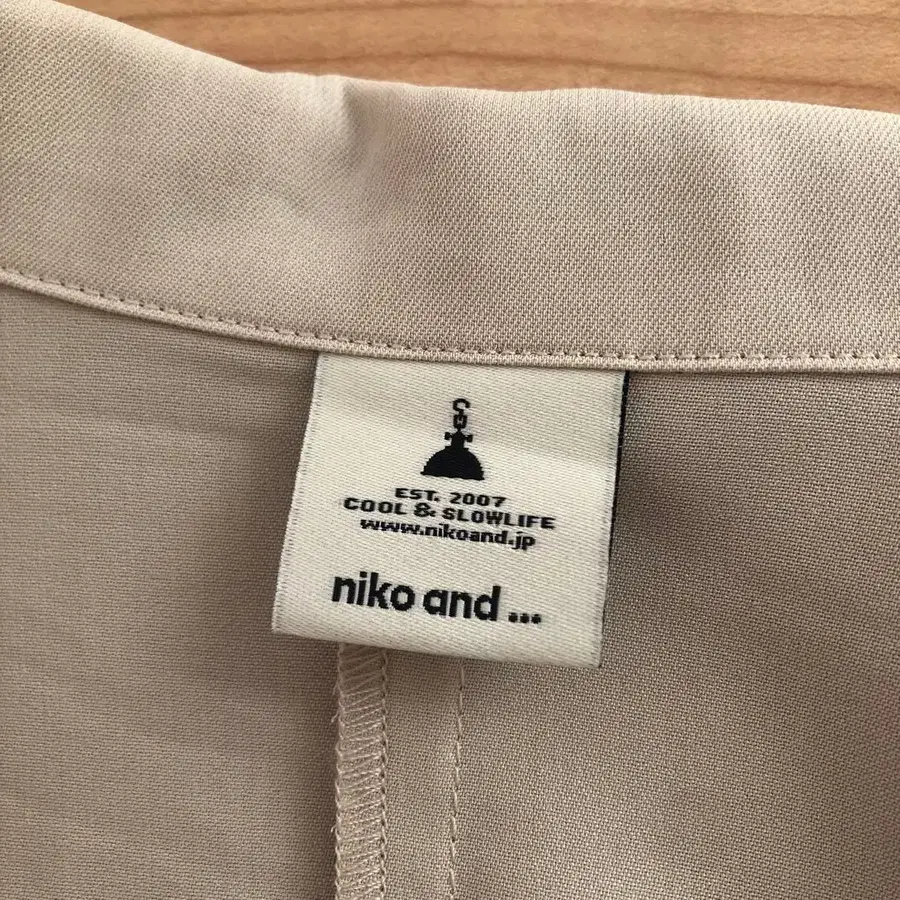 EST. 2007
COOL & SLOWLIFE
www.nikoand.jp
niko and ...